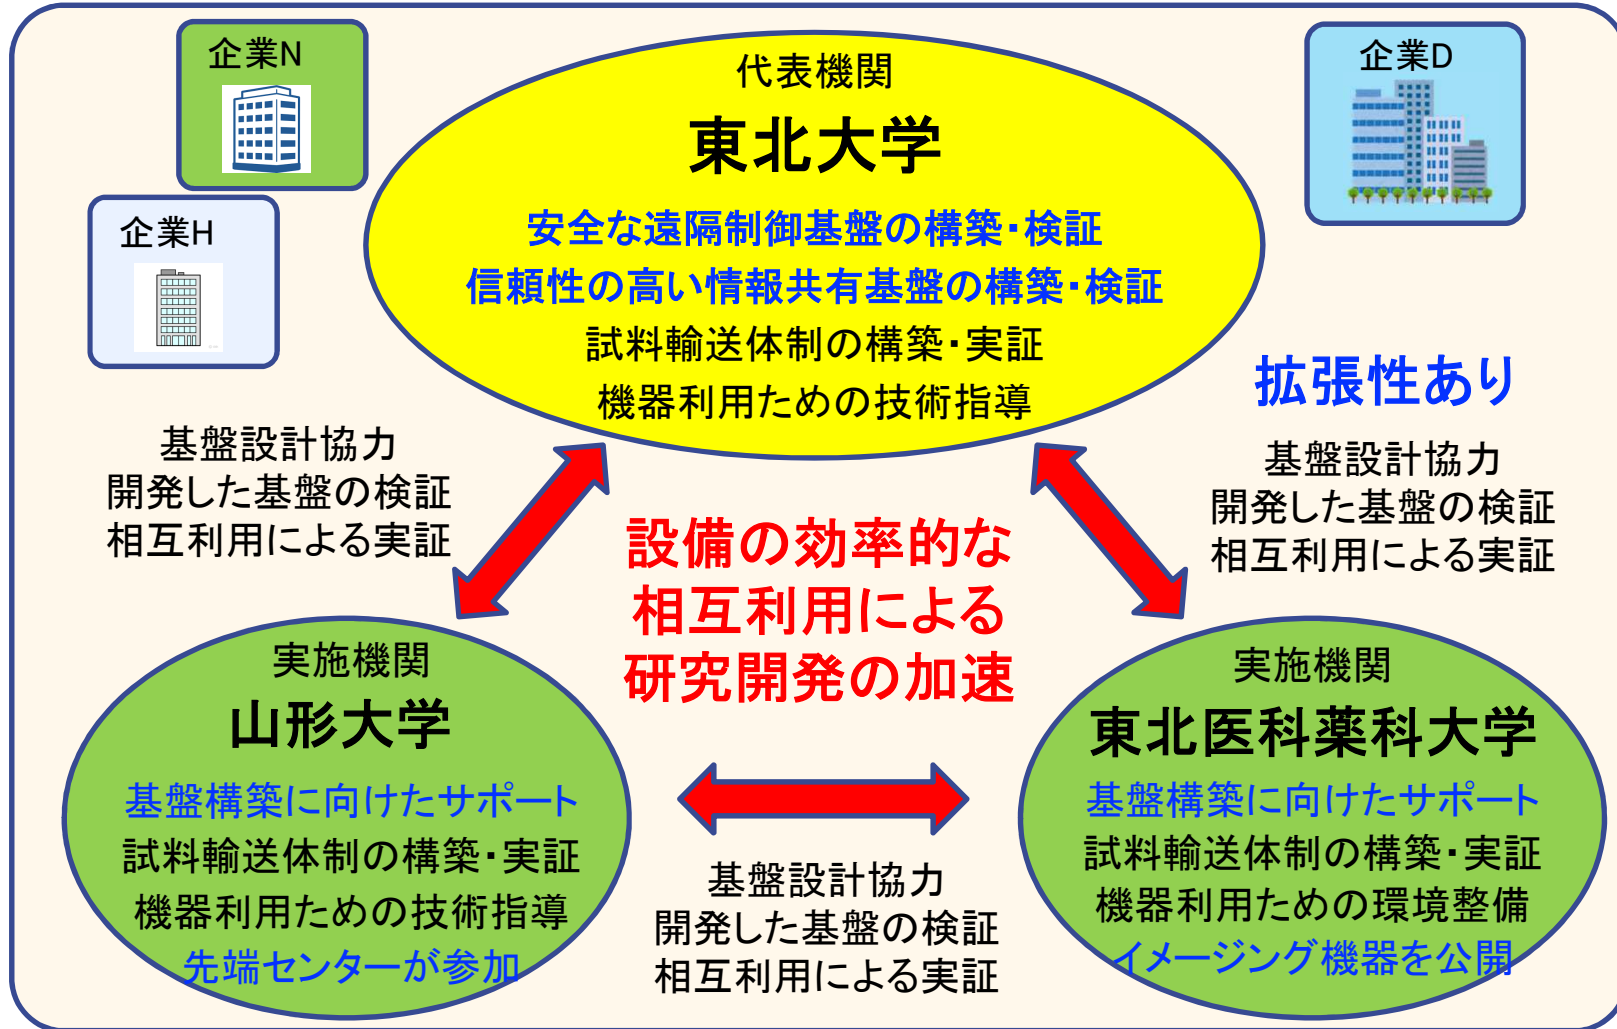 企業N
企業H
代表機関
東北大学
安全な遠隔制御基盤の構築・検証
信頼性の高い情報共有基盤の構築・検証
試料輸送体制の構築・実証
機器利用ための技術指導
企業D
拡張性あり
基盤設計協力
開発した基盤の検証
相互利用による実証
基盤設計協力
開発した基盤の検証
相互利用による実証
設備の効率的な
相互利用による
研究開発の加速
実施機関
山形大学
基盤構築に向けたサポート
試料輸送体制の構築・実証
機器利用ための技術指導
先端センターが参加
基盤設計協力
開発した基盤の検証
相互利用による実証
実施機関
東北医科薬科大学
基盤構築に向けたサポート
試料輸送体制の構築・実証
機器利用ための環境整備
イメージング機器を公開